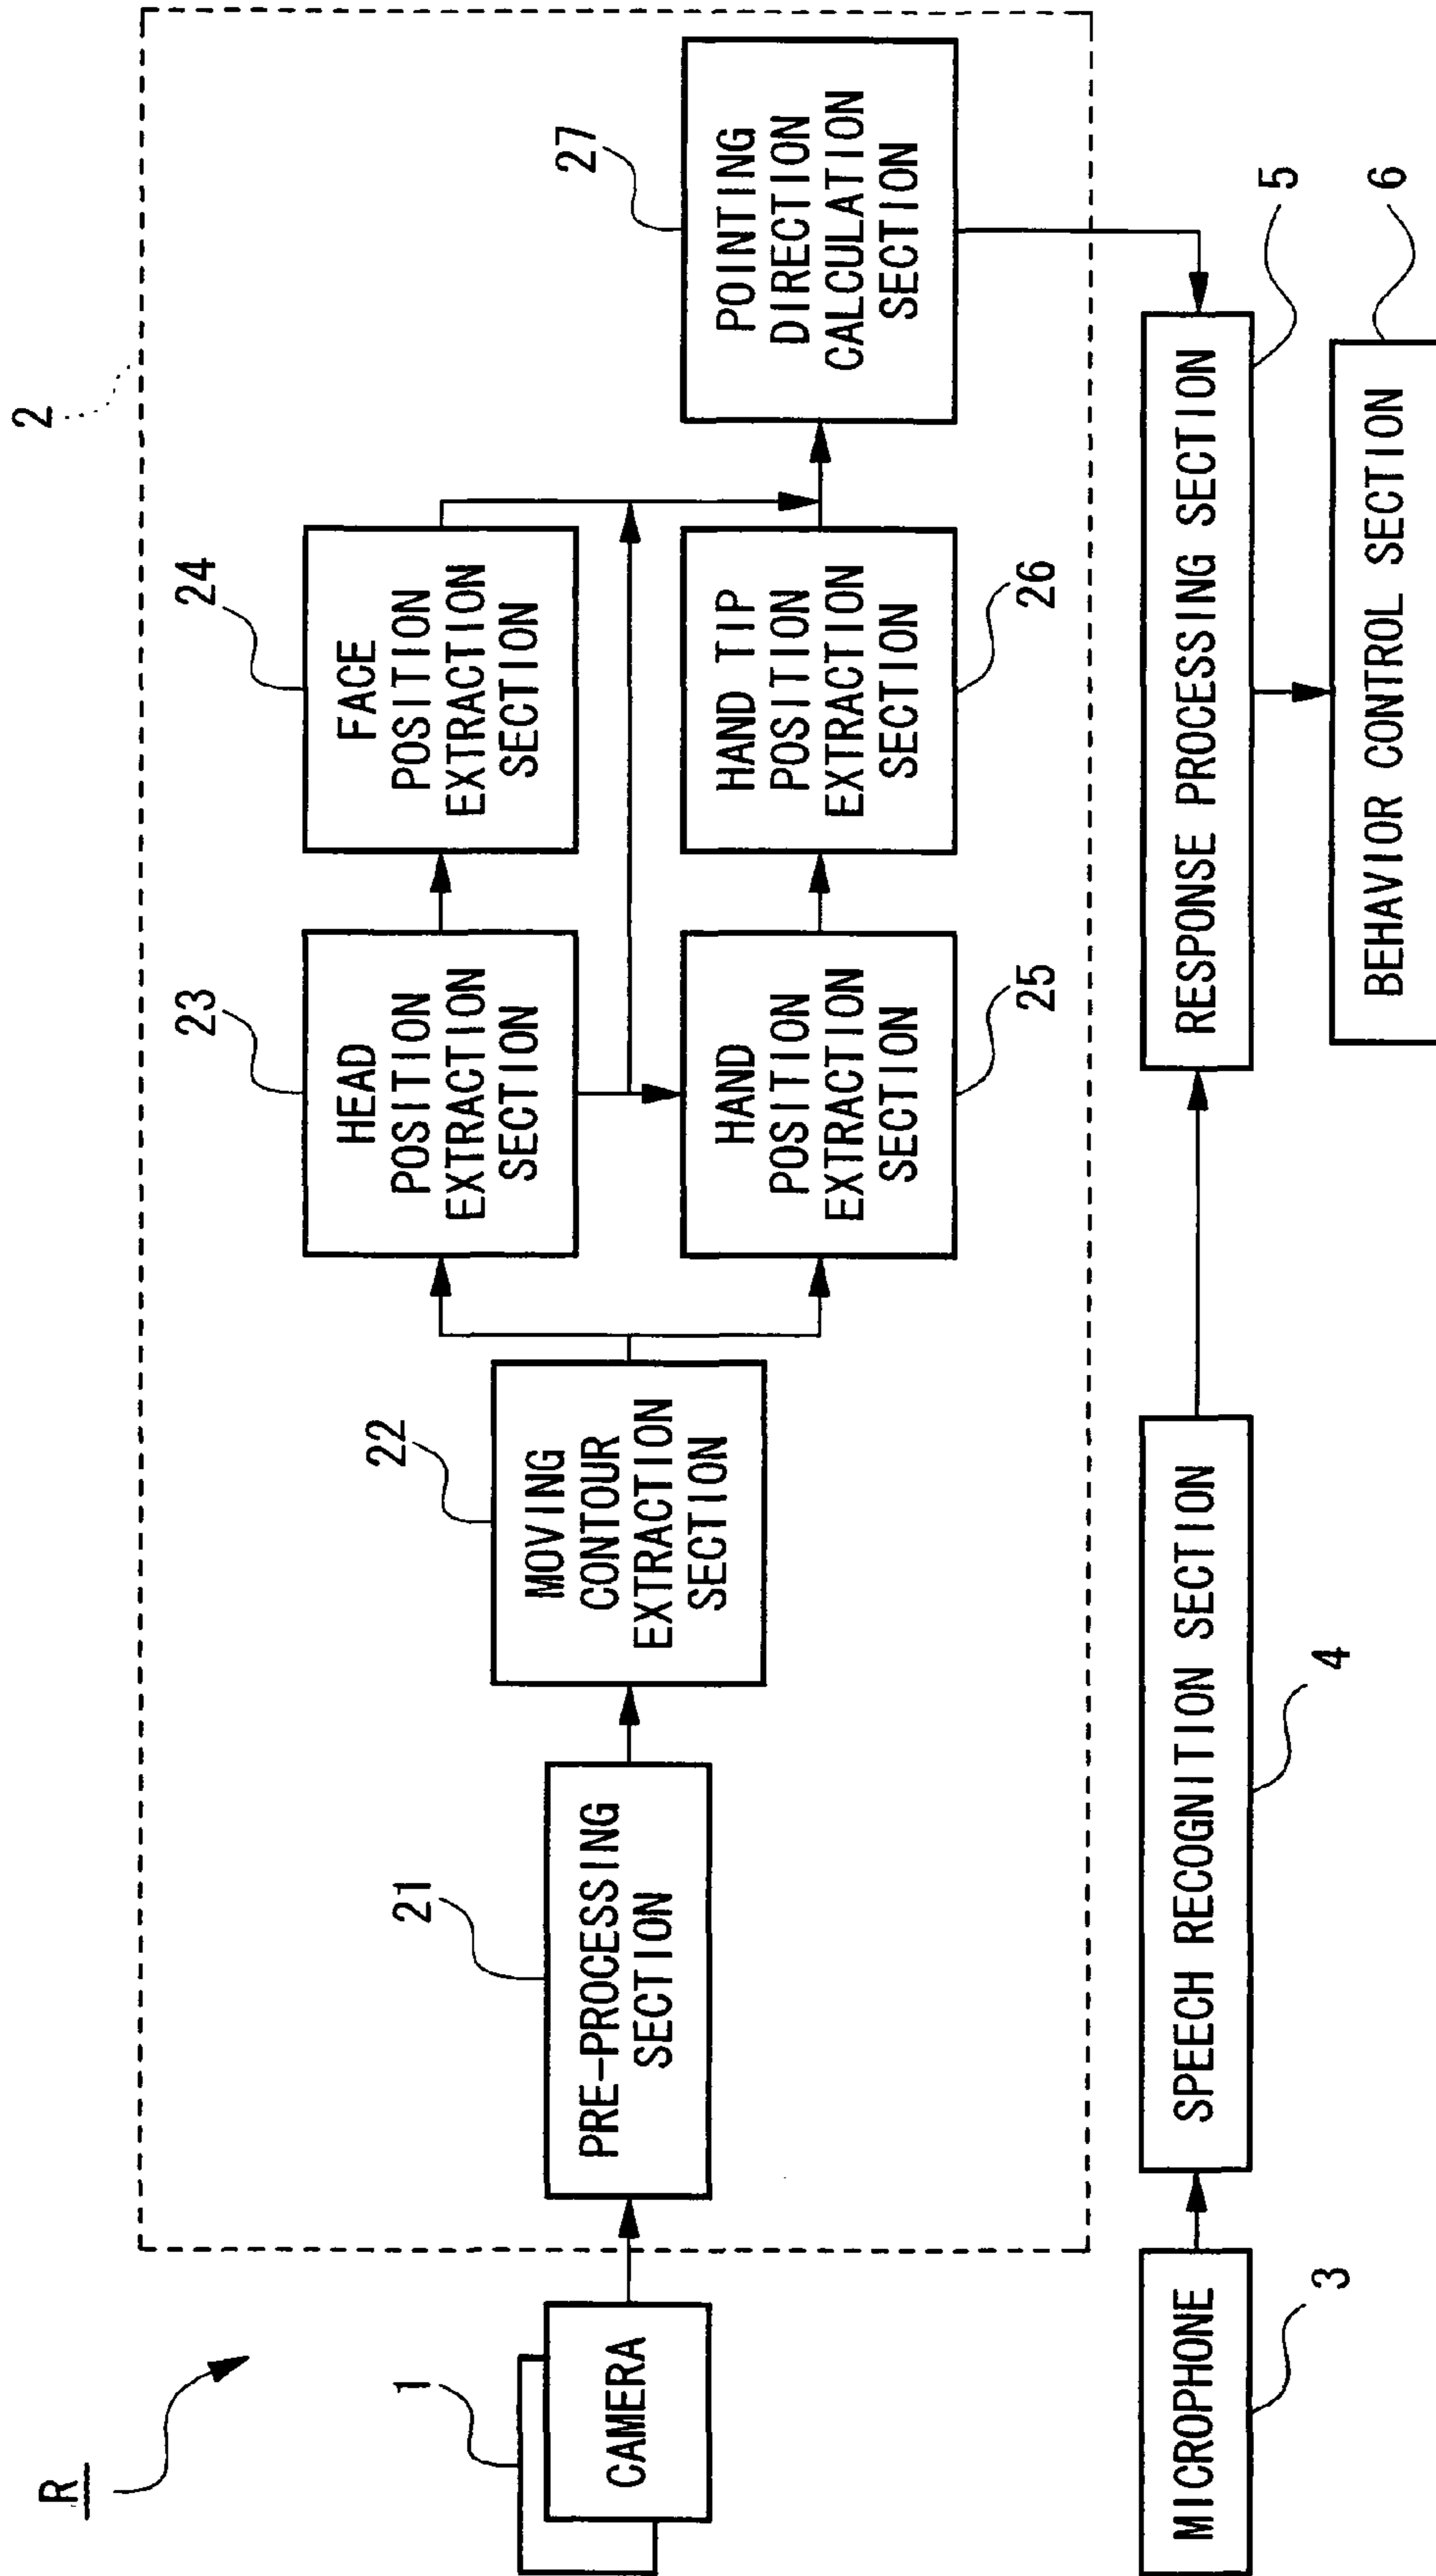 R
2
1
CAMERA
21
PRE-PROCESSING
SECTION
22
MOVING
CONTOUR
EXTRACTION
SECTION
23
HEAD
POSITION
EXTRACTION
SECTION
24
FACE
POSITION
EXTRACTION
SECTION
HAND
POSITION
EXTRACTION
SECTION
25
HAND TIP
POSITION
EXTRACTION
SECTION
26
27
POINTING
DIRECTION
CALCULATION
SECTION
MICROPHONE
3
SPEECH RECOGNITION SECTION
4
RESPONSE PROCESSING SECTION
5
BEHAVIOR CONTROL SECTION
6